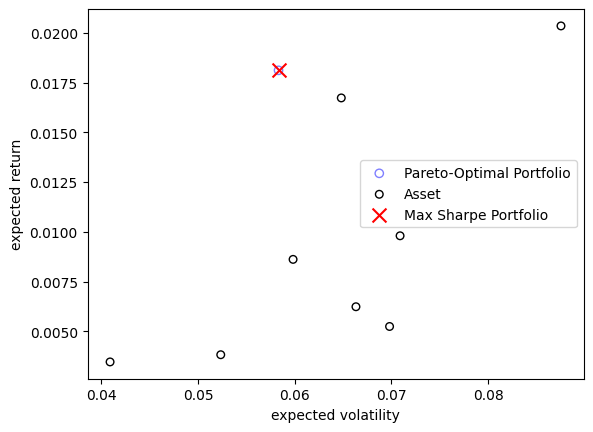 0.0200
0.0175
0.0150
0.0125
0.0100
0.0075
0.0050
expected return
Pareto-Optimal Portfolio
Asset
Max Sharpe Portfolio
0.04 0.05 0.06 0.07 0.08
expected volatility